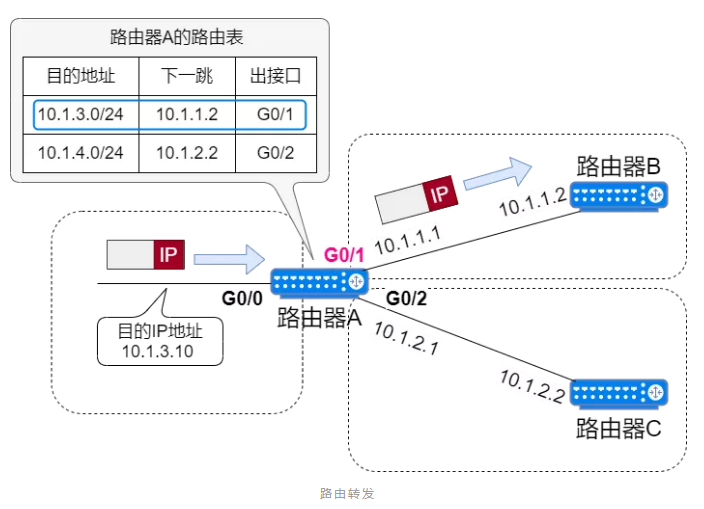 路由器A的路由表
目的地址 下一跳 出接口
10.1.3.0/24 10.1.1.2 G0/1
10.1.4.0/24 10.1.2.2 G0/2
IP
路由器B
10.1.1.2
10.1.1.1
IP
G0/1
G0/0
G0/2
路由器A
目的IP地址
10.1.3.10
10.1.2.1
10.1.2.2
路由器C
路由转发